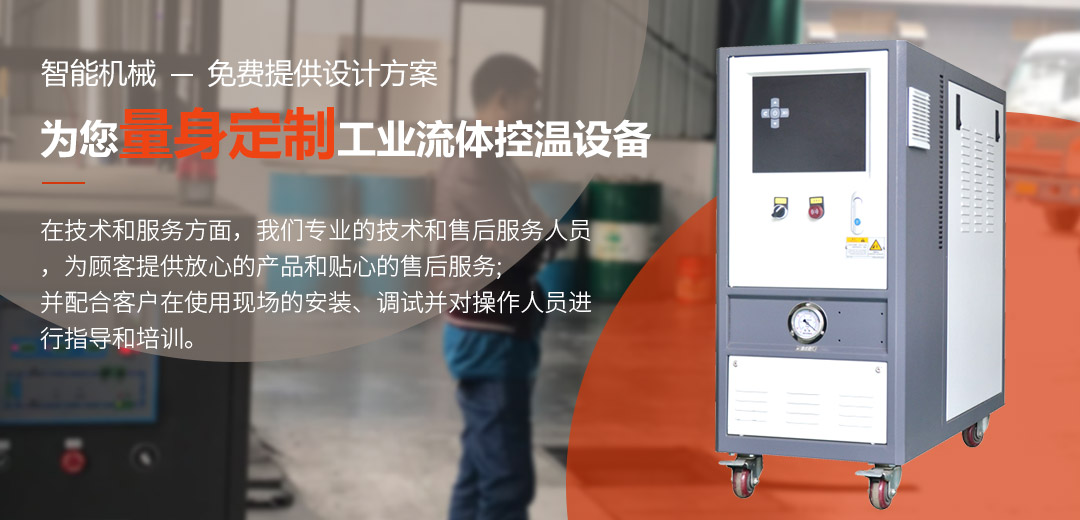 智能机械 — 免费提供设计方案
为您量身定制工业流体控温设备
在技术和服务方面，我们专业的技术和售后服务人员
，为顾客提供放心的产品和贴心的售后服务;
并配合客户在使用现场的安装、调试并对操作人员进
行指导和培训。